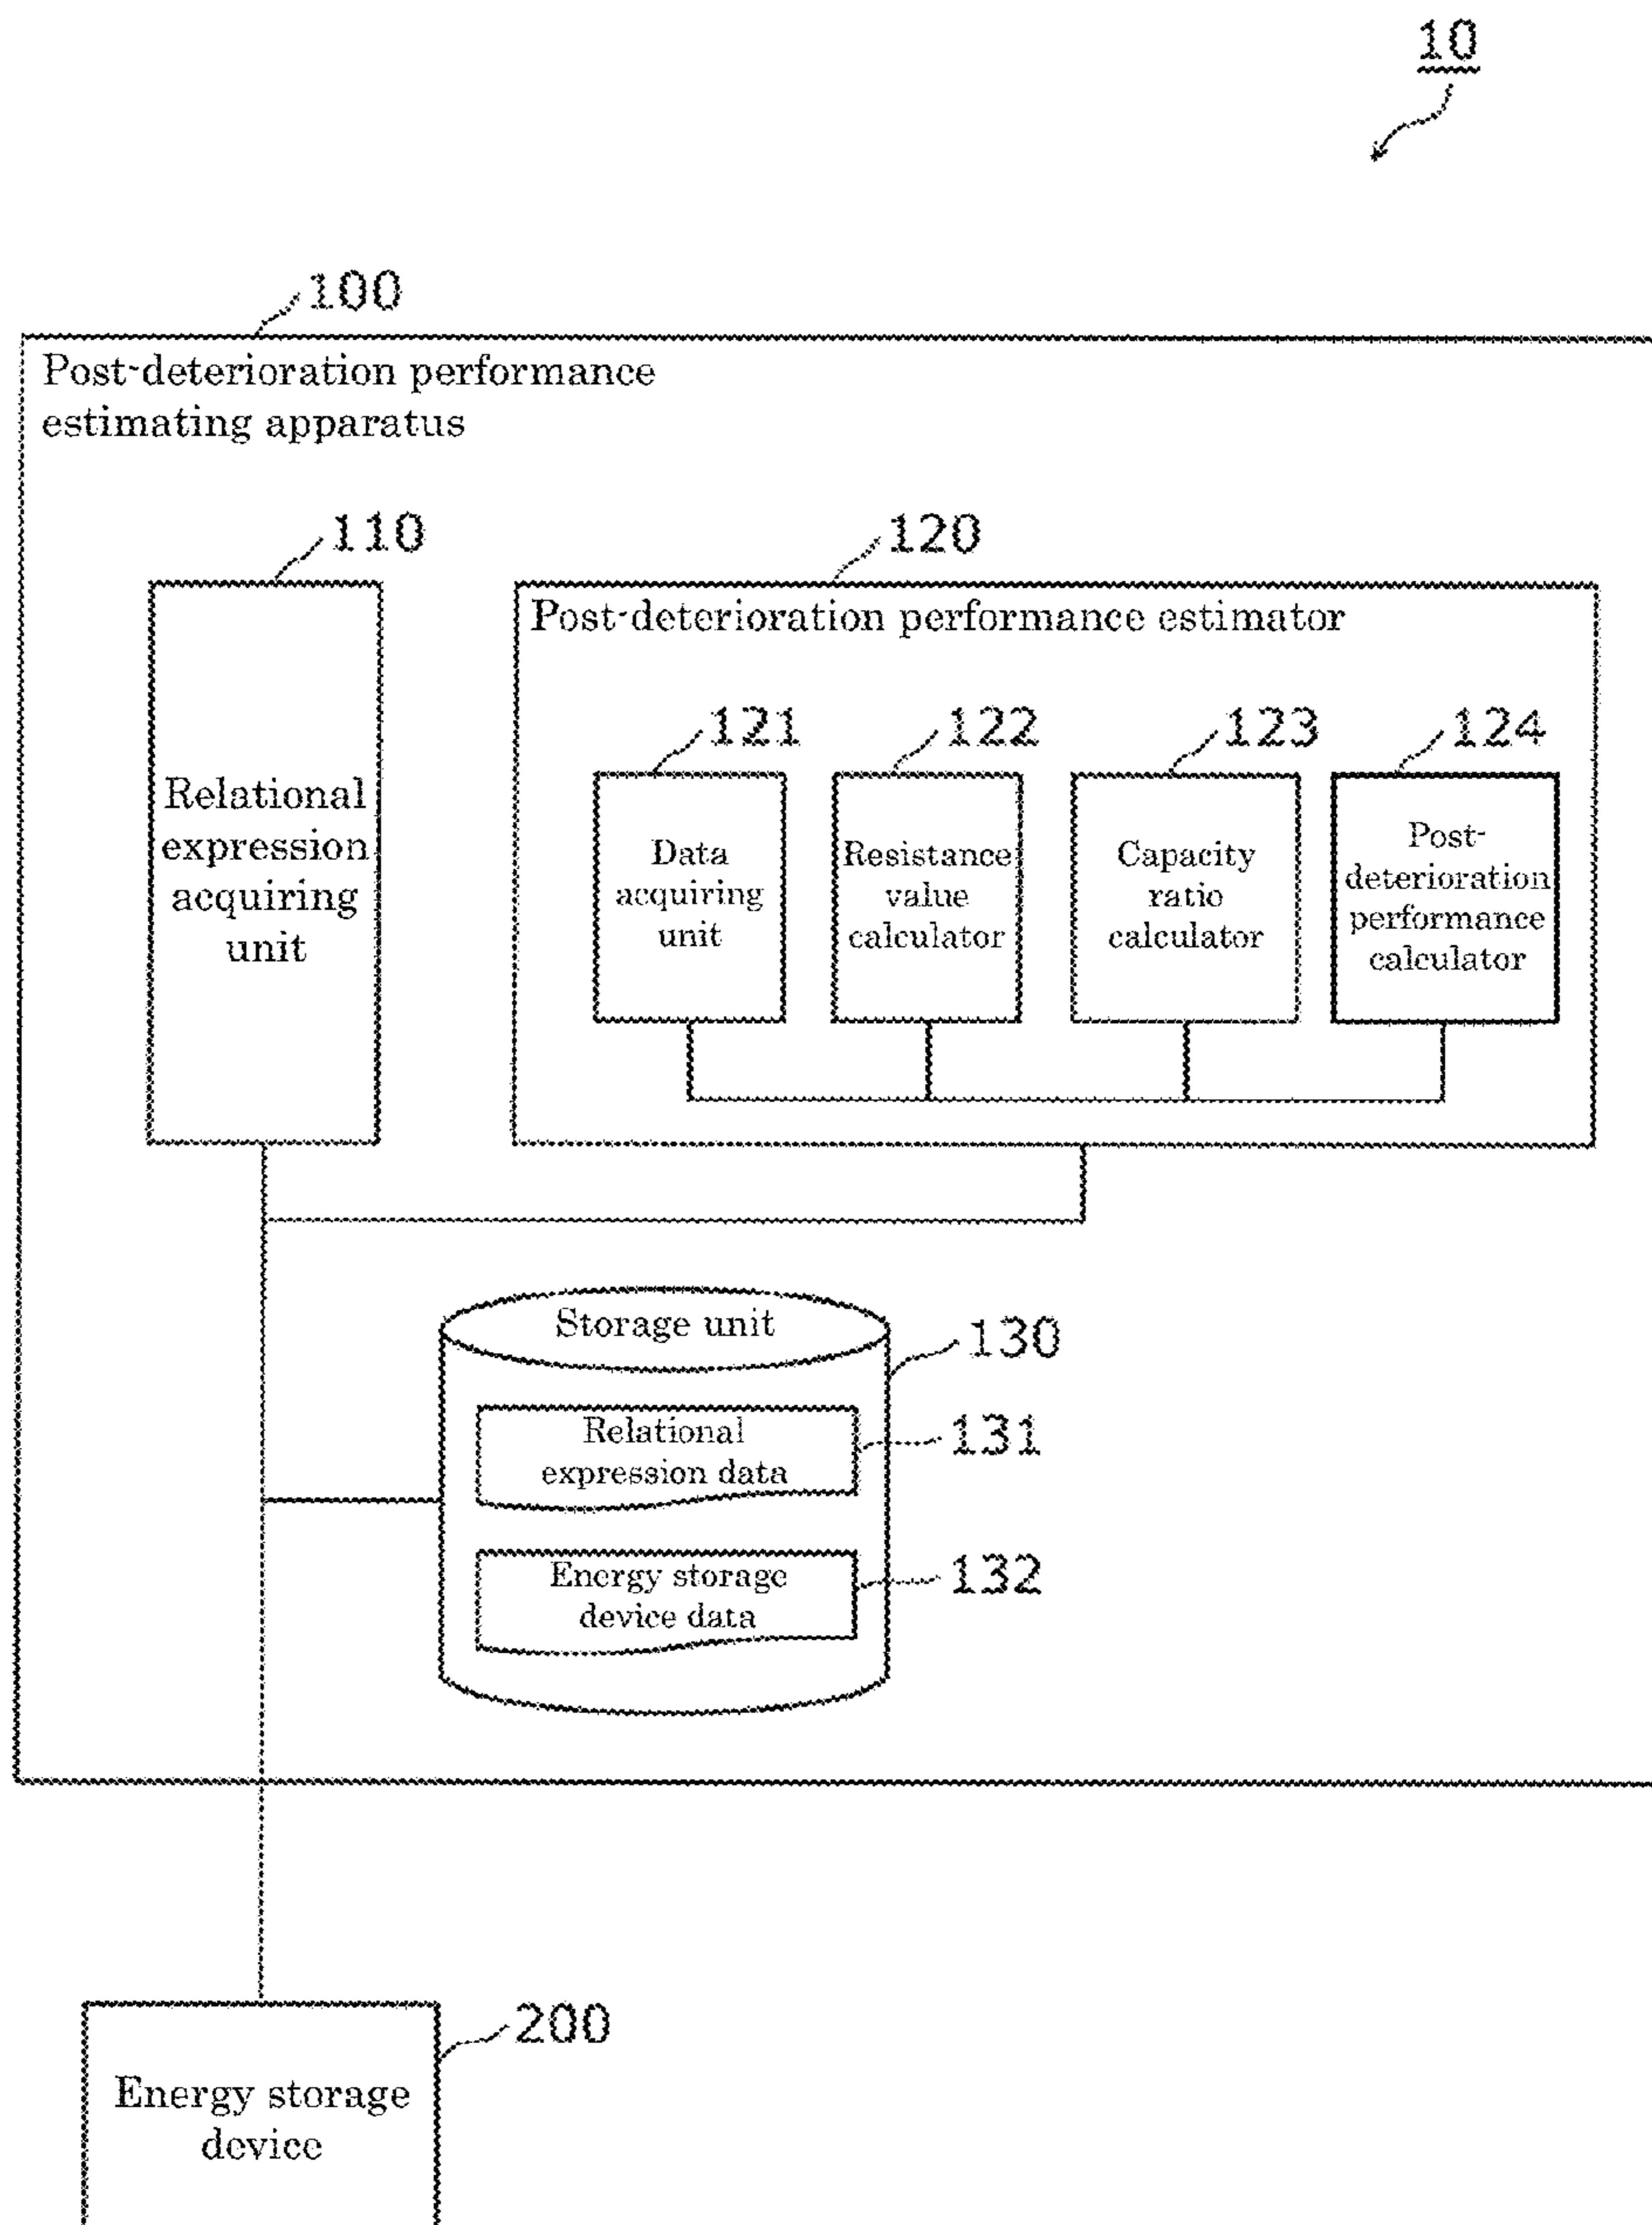 10
100
Post-deterioration performance
estimating apparatus
110
120
Relational
expression
acquiring
unit
Post-deterioration performance estimator
121
122
123
124
Data
acquiring
unit
Resistance
value
calculator
Capacity
ratio
calculator
Post-
deterioration
performance
calculator
Storage unit
130
Relational
expression data
131
Energy storage
device data
132
200
Energy storage
device